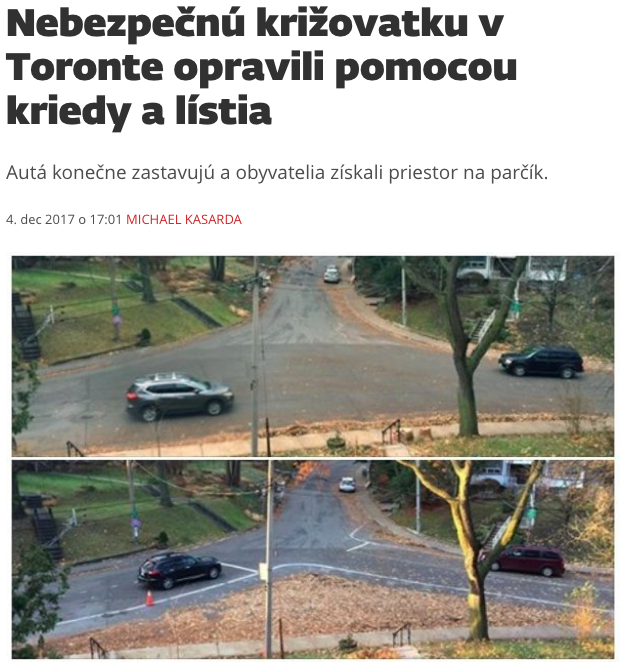 Nebezpečnú križovatku v
Toronte opravili pomocou
kriedy a lístia
Autá konečne zastavujú a obyvatelia získali priestor na parčík.
4. dec 2017 o 17:01 MICHAEL KASARDA